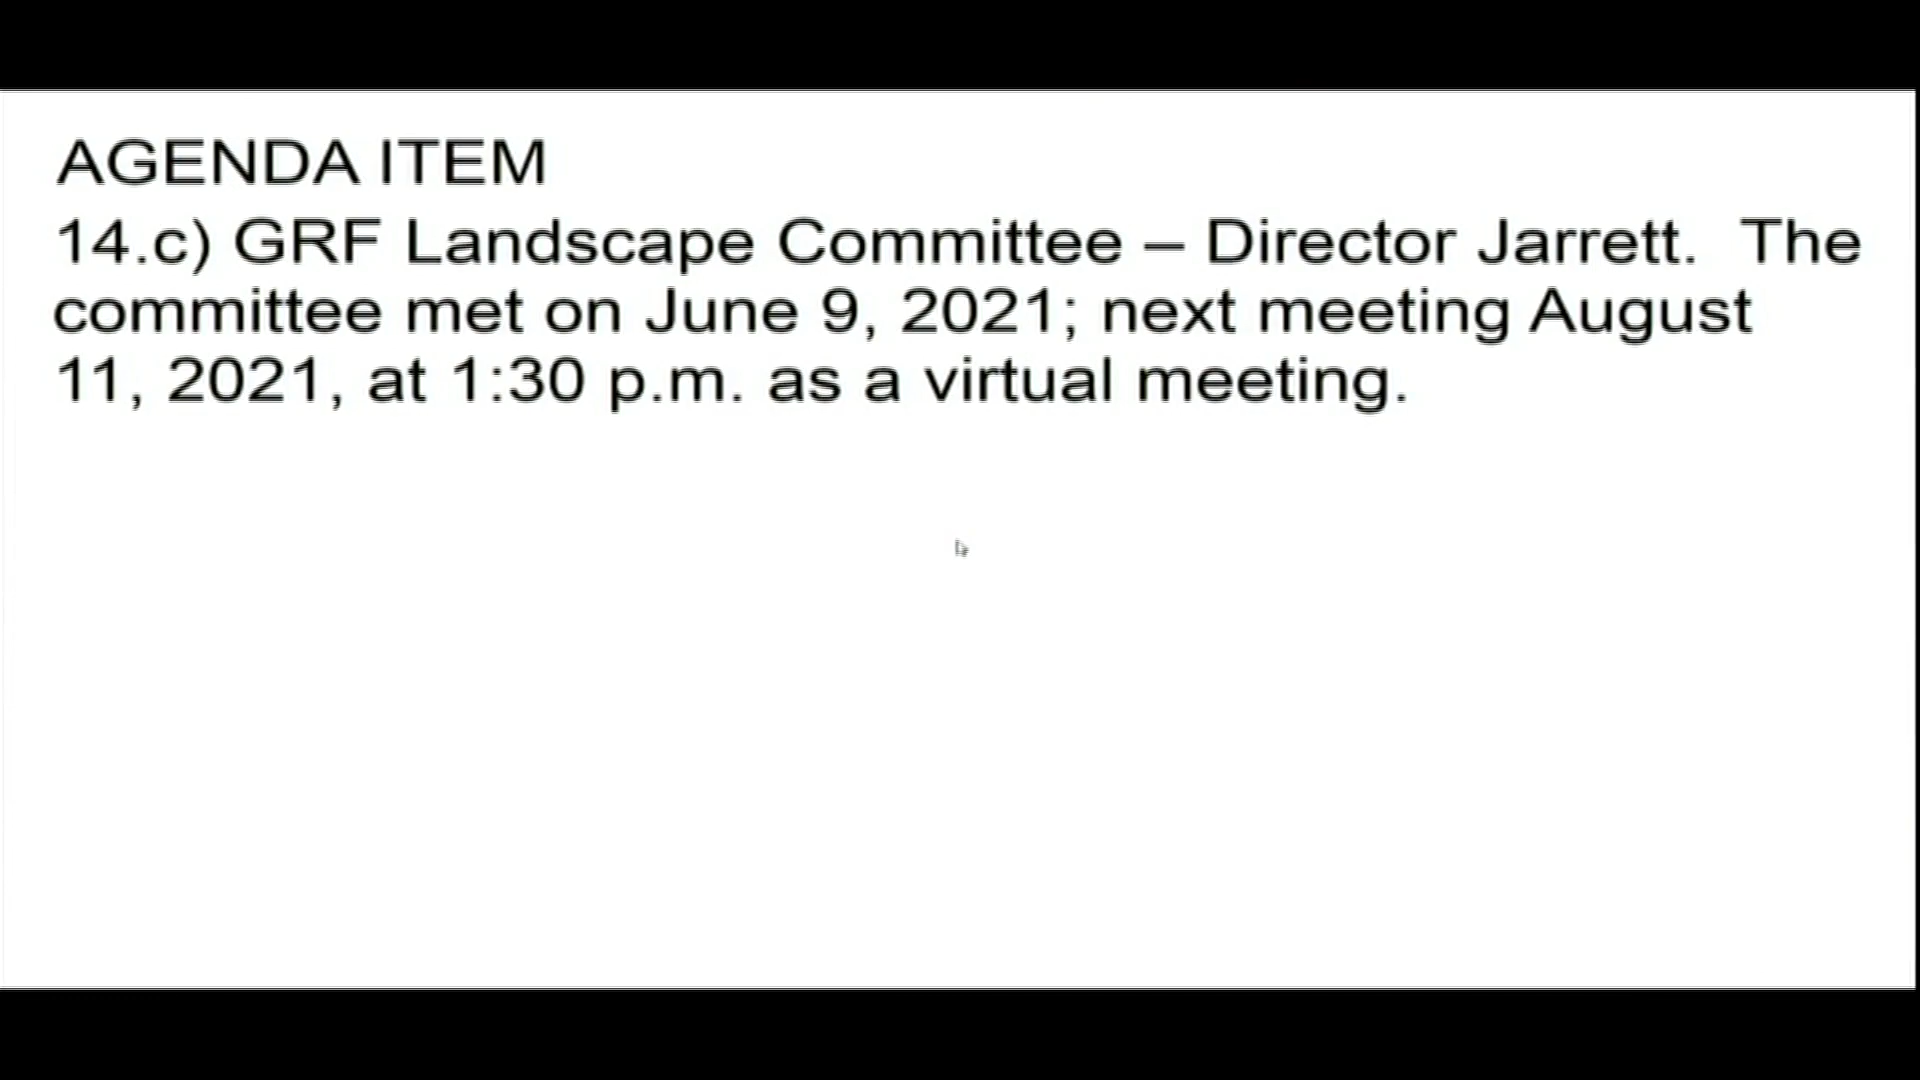 AGENDA ITEM
14.c) GRF Landscape Committee – Director Jarrett.  The
committee met on June 9, 2021; next meeting August
11, 2021, at 1:30 p.m. as a virtual meeting.